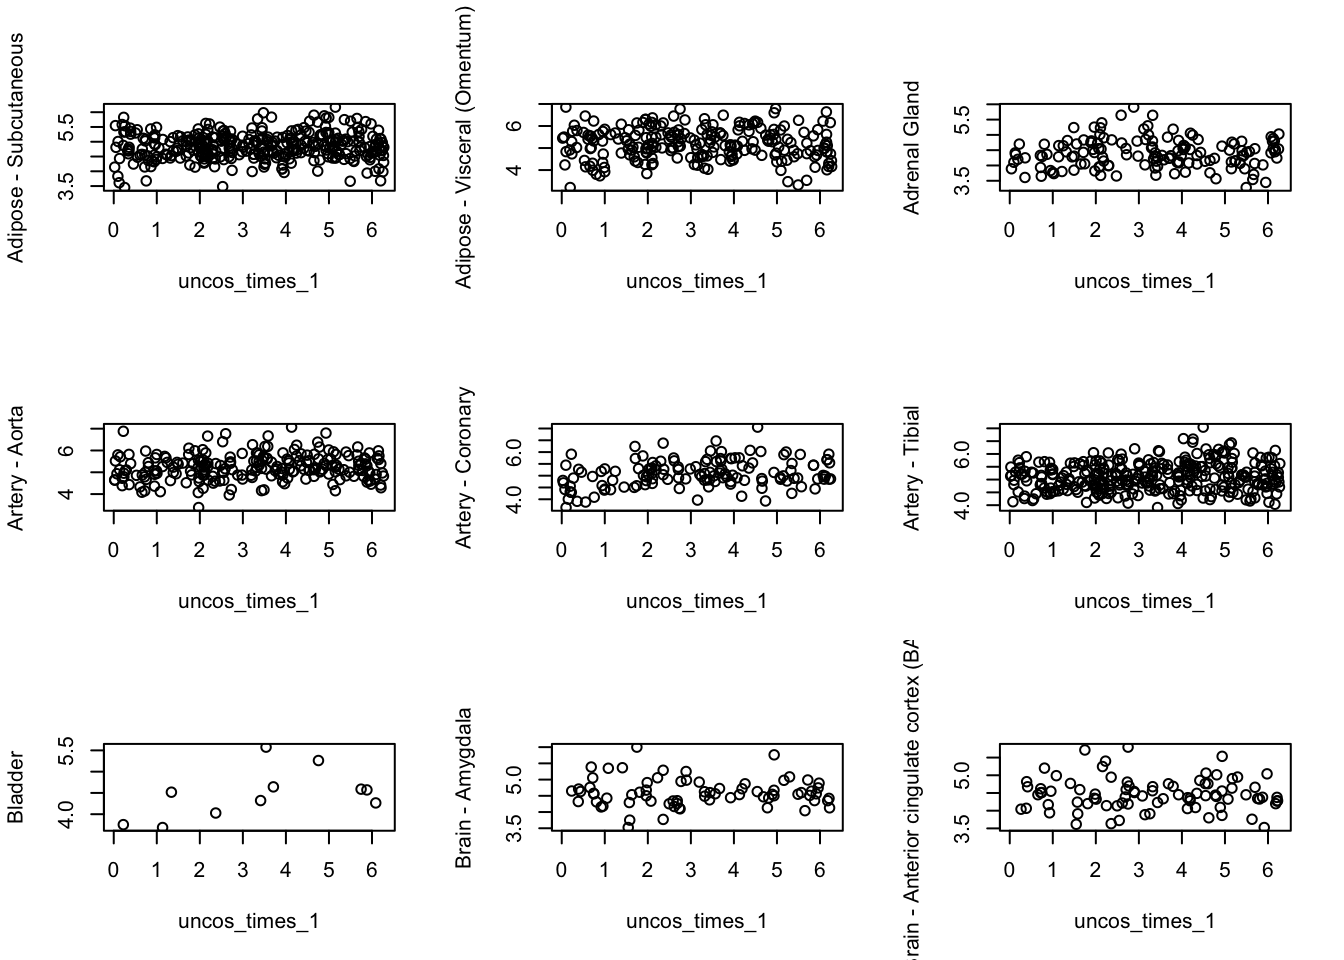 Adipose - Subcutaneous
3.5 5.5
0 1 2 3 4 5 6
uncos_times_1
Adipose - Visceral (Omentum)
4 6
0 1 2 3 4 5 6
uncos_times_1
Adrenal Gland
3.5 5.5
0 1 2 3 4 5 6
uncos_times_1
Artery - Aorta
4 6
0 1 2 3 4 5 6
uncos_times_1
Artery - Coronary
4.0 6.0
0 1 2 3 4 5 6
uncos_times_1
Artery - Tibial
4.0 6.0
0 1 2 3 4 5 6
uncos_times_1
Bladder
4.0 5.5
0 1 2 3 4 5 6
uncos_times_1
Brain - Amygdala
3.5 5.0
0 1 2 3 4 5 6
uncos_times_1
rain - Anterior cingulate cortex (BA
3.5 5.0
0 1 2 3 4 5 6
uncos_times_1